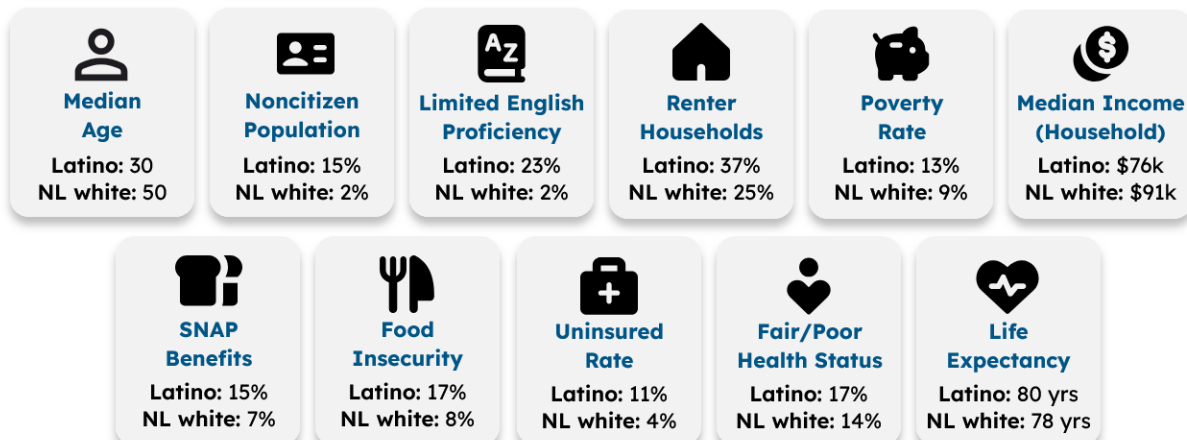 A Z
$
Median
Age
Latino: 30
NL white: 50
Noncitizen
Population
Latino: 15%
NL white: 2%
Limited English
Proficiency
Latino: 23%
NL white: 2%
Renter
Households
Latino: 37%
NL white: 25%
Poverty
Rate
Latino: 13%
NL white: 9%
Median Income
(Household)
Latino: $76k
NL white: $91k
SNAP
Benefits
Latino: 15%
NL white: 7%
Food
Insecurity
Latino: 17%
NL white: 8%
Uninsured
Rate
Latino: 11%
NL white: 4%
Fair/Poor
Health Status
Latino: 17%
NL white: 14%
Life
Expectancy
Latino: 80 yrs
NL white: 78 yrs